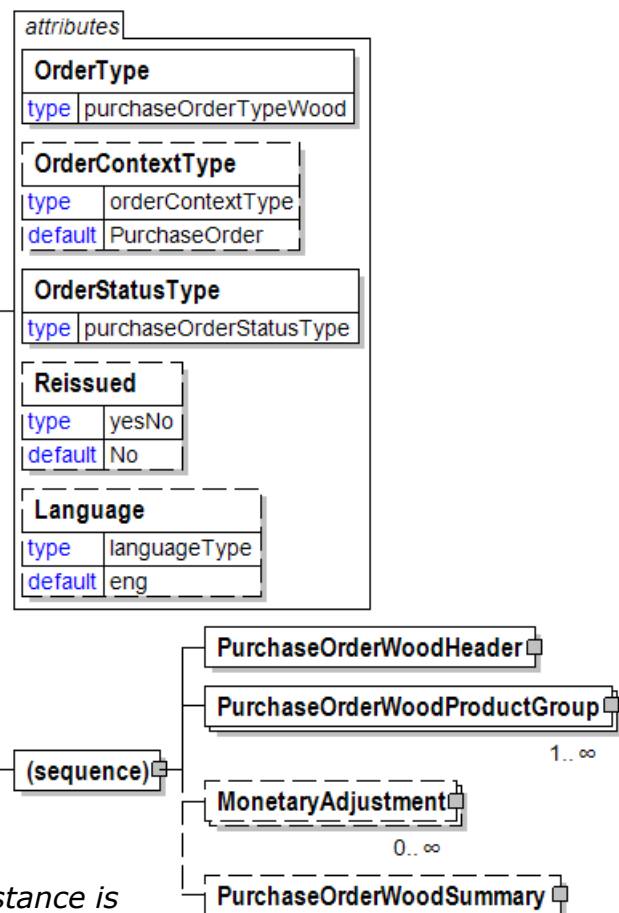 attributes
OrderType
type purchaseOrderTypeWood
OrderContextType
type orderContextType
default PurchaseOrder
OrderStatusType
type purchaseOrderStatusType
Reissued
type yesNo
default No
Language
type languageType
default eng
PurchaseOrderWoodHeader
PurchaseOrderWoodProductGroup
1.. ∞
(sequence)
MonetaryAdjustment
0.. ∞
stance is
PurchaseOrderWoodSummary